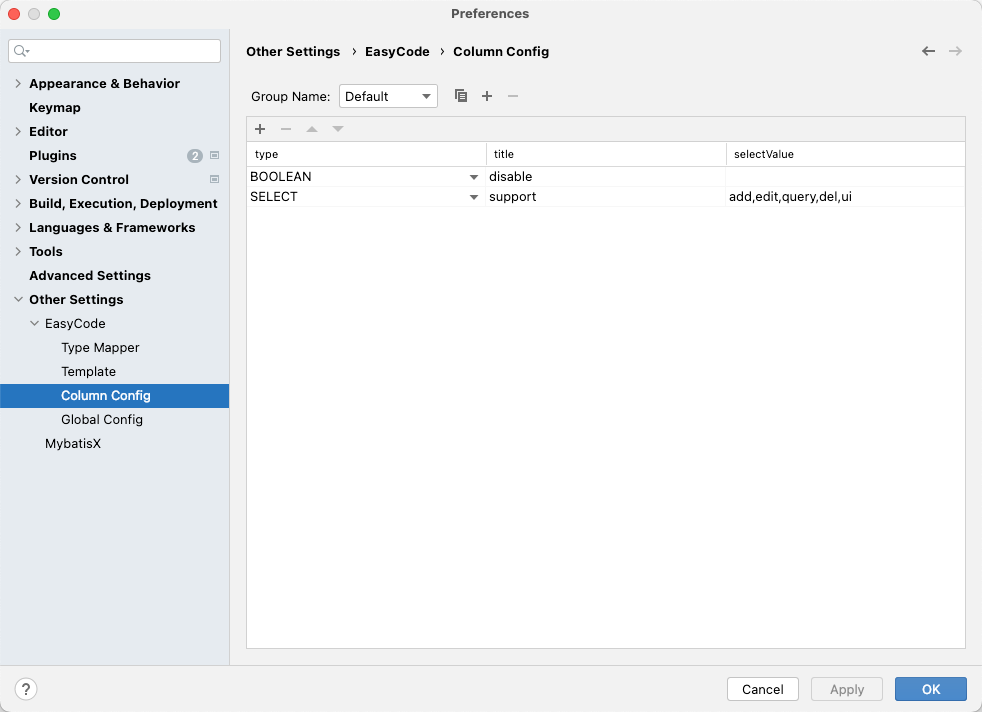 Preferences
Other Settings › EasyCode › Column Config
Group Name: Default
Appearance & Behavior
Keymap
Editor
Plugins 2
Version Control
Build, Execution, Deployment
Languages & Frameworks
Tools
Advanced Settings
Other Settings
EasyCode
Type Mapper
Template
Column Config
Global Config
MybatisX
type title selectValue
BOOLEAN disable
SELECT support add,edit,query,del,ui
? Cancel Apply OK